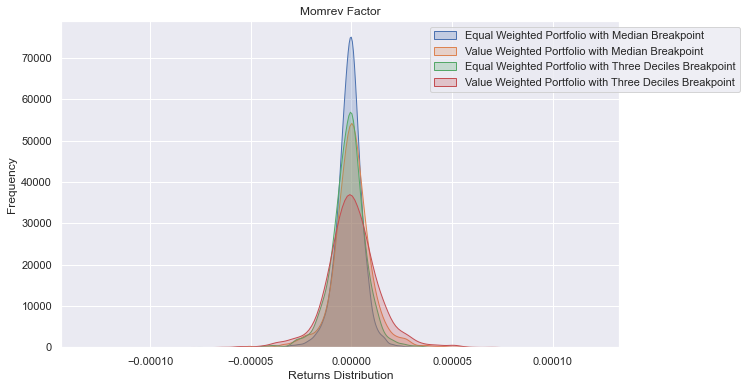 Momrev Factor
Equal Weighted Portfolio with Median Breakpoint
Value Weighted Portfolio with Median Breakpoint
Equal Weighted Portfolio with Three Deciles Breakpoint
Value Weighted Portfolio with Three Deciles Breakpoint
Frequency
70000
60000
50000
40000
30000
20000
10000
0
−0.00010 −0.00005 0.00000 0.00005 0.00010
Returns Distribution